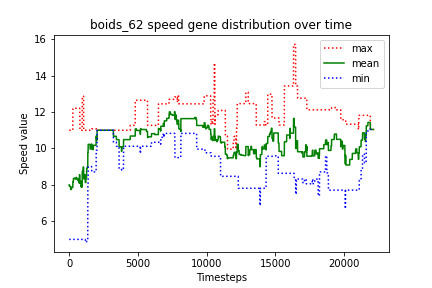 boids_62 speed gene distribution over time
16
14
12
10
8
6
Speed value
max
mean
min
0 5000 10000 15000 20000
Timesteps